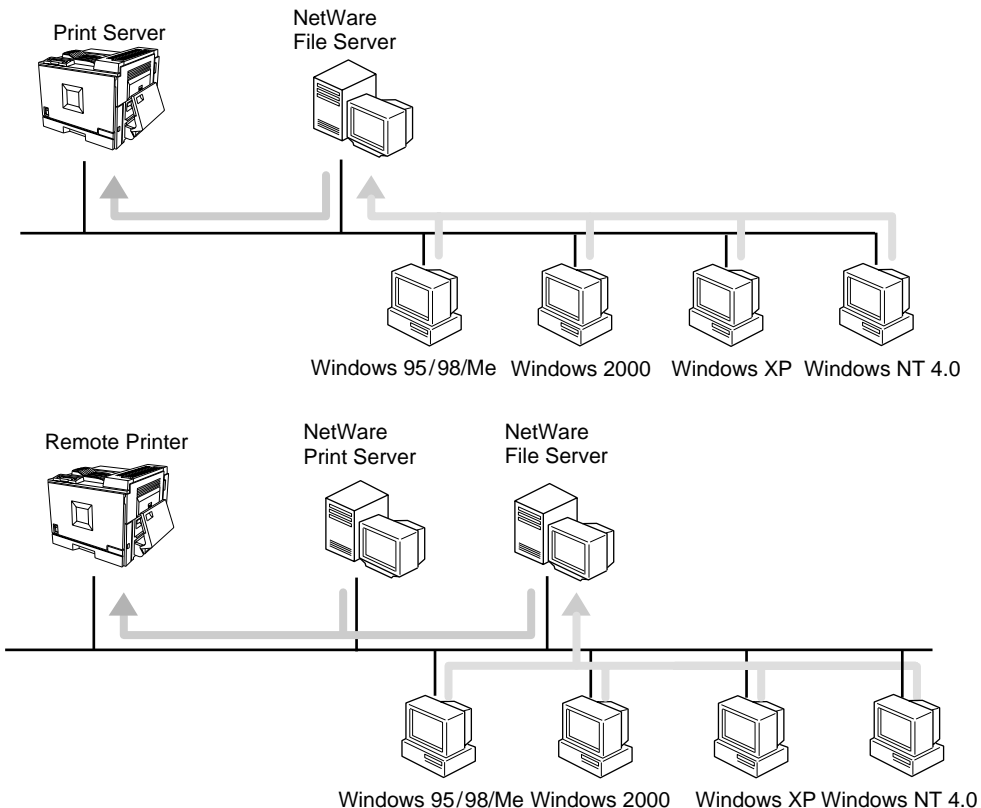 Print Server
NetWare
File Server
Windows 95/98/Me
Windows 2000
Windows XP
Windows NT 4.0
Remote Printer
NetWare
Print Server
NetWare
File Server
Windows 95/98/Me
Windows 2000
Windows XP
Windows NT 4.0